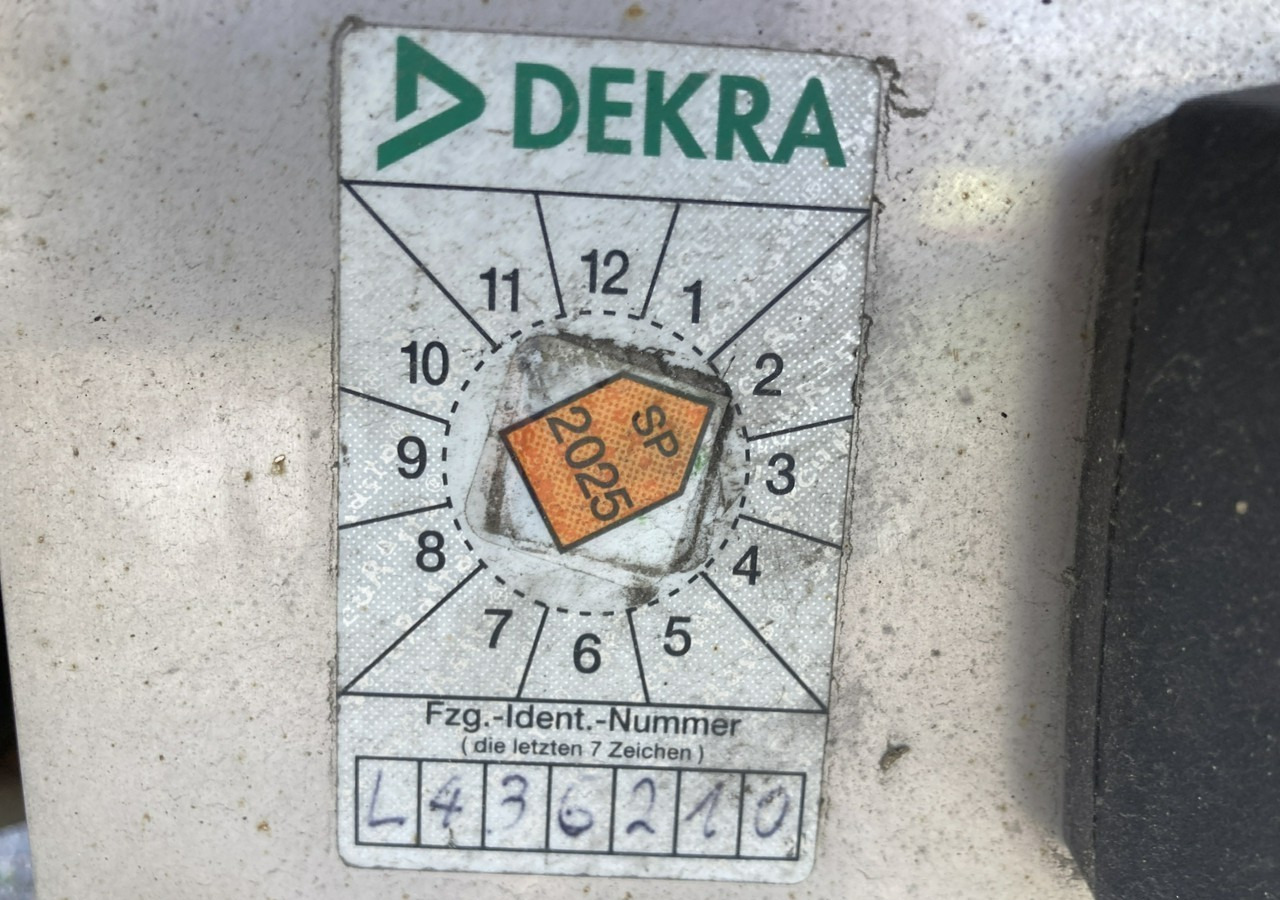 DEKRA
11 12 1
10 2
9 3
8 4
7 6 5
SP
2025
Fzg.-Ident.-Nummer
( die letzten 7 Zeichen )
L436210